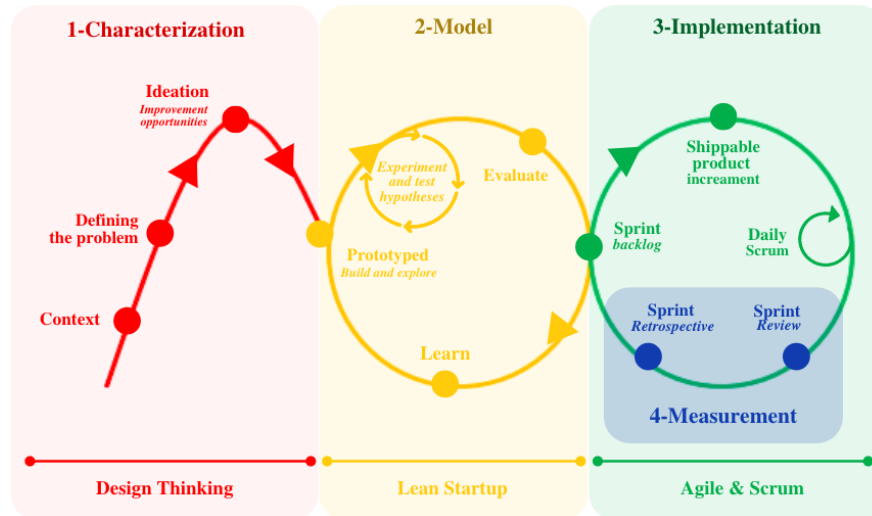 1-Characterization
2-Model
3-Implementation
Ideation
Improvement
opportunities
Defining
the problem
Context
Experiment
and test
hypotheses
Evaluate
Prototyped
Build and explore
Learn
Shippable
product
increament
Sprint
backlog
Daily
Scrum
Sprint
Retrospective
Sprint
Review
4-Measurement
Design Thinking
Lean Startup
Agile & Scrum